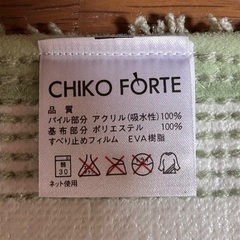 CHIKO FORTE
品質
パイル部分 アクリル(吸水性)100%
基布部分 ポリエステル 100%
すべり止めフィルム EVA樹脂
弱
30
ネット使用